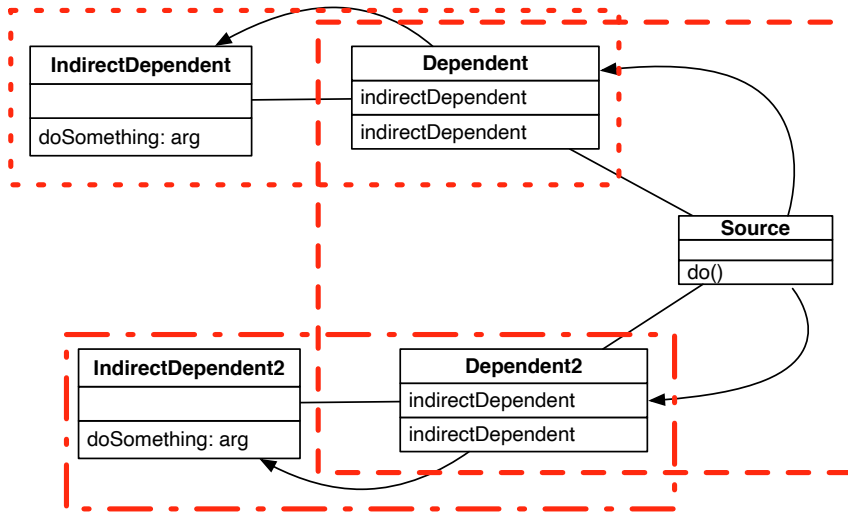 IndirectDependent
doSomething: arg
Dependent
indirectDependent
indirectDependent
Source
do()
IndirectDependent2
doSomething: arg
Dependent2
indirectDependent
indirectDependent